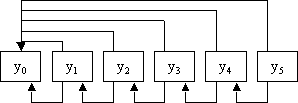 y₀ y₁ y₂ y₃ y₄ y₅